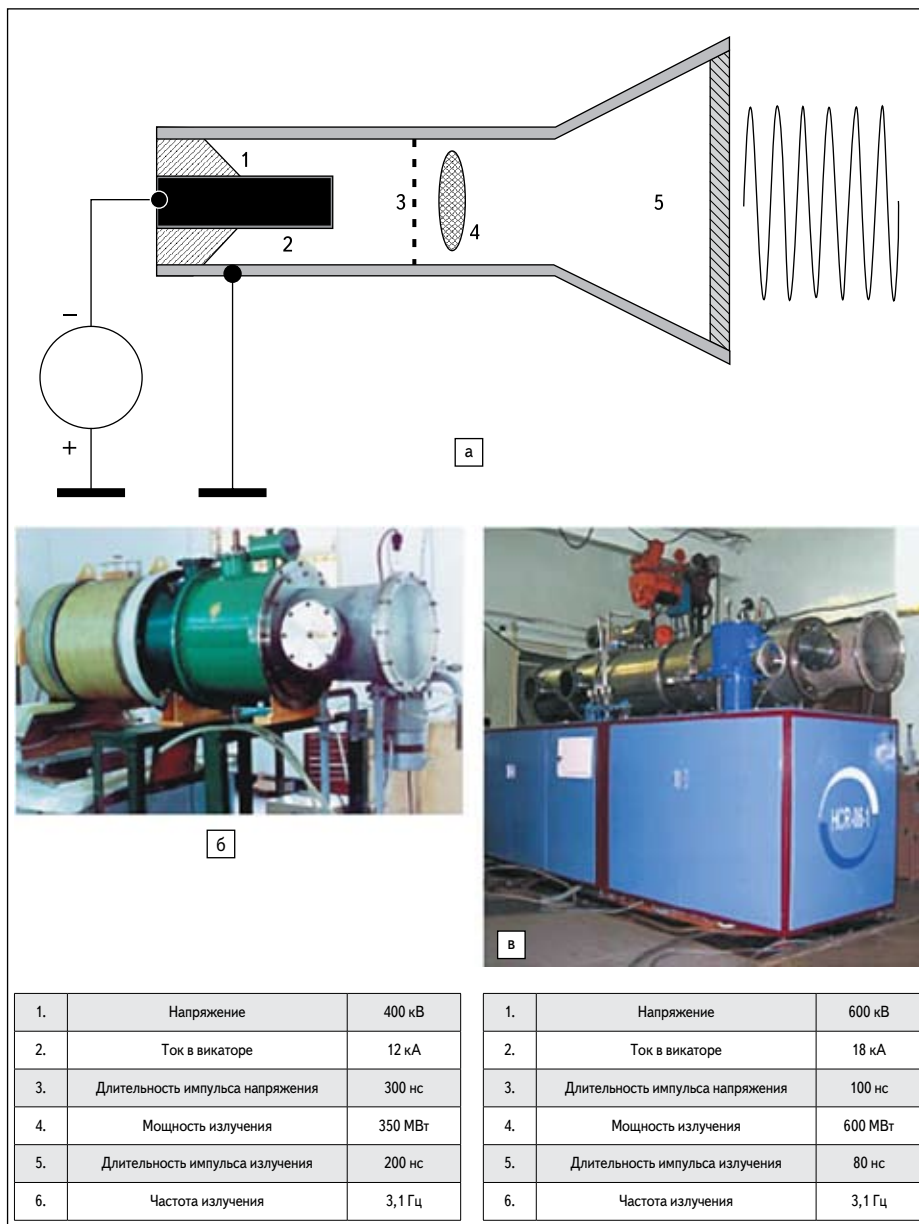 1
2
3
4
5
−
+
а
б
в
HCR-06-1
1. Напряжение 400 кВ
2. Ток в викаторе 12 кА
3. Длительность импульса напряжения 300 нс
4. Мощность излучения 350 МВт
5. Длительность импульса излучения 200 нс
6. Частота излучения 3,1 Гц
1. Напряжение 600 кВ
2. Ток в викаторе 18 кА
3. Длительность импульса напряжения 100 нс
4. Мощность излучения 600 МВт
5. Длительность импульса излучения 80 нс
6. Частота излучения 3,1 Гц